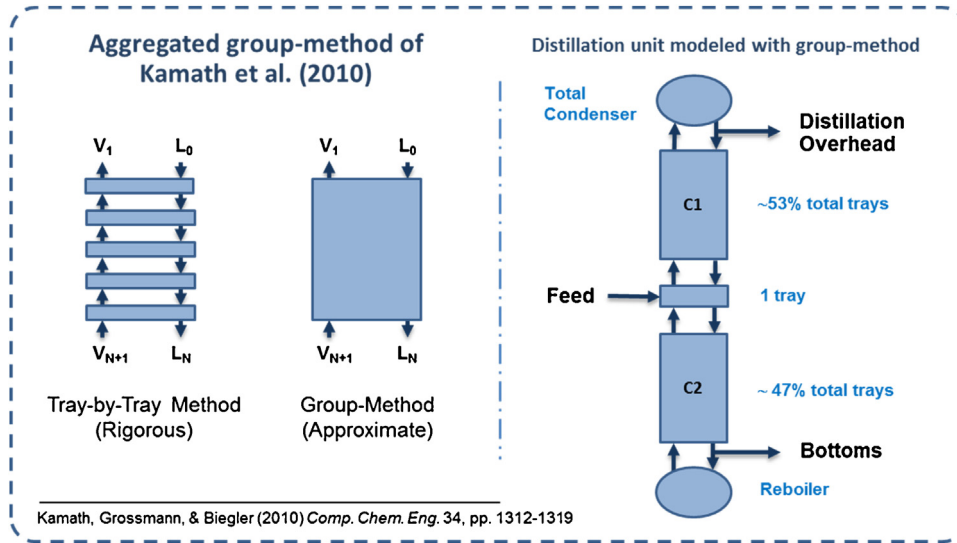 Aggregated group-method of
Kamath et al. (2010)
V1 L0
V1 L0
VN+1 LN
VN+1 LN
Tray-by-Tray Method
(Rigorous)
Group-Method
(Approximate)
Distillation unit modeled with group-method
Total
Condenser
Distillation
Overhead
C1
~53% total trays
Feed
1 tray
C2
~ 47% total trays
Bottoms
Reboiler
Kamath, Grossmann, & Biegler (2010) Comp. Chem. Eng. 34, pp. 1312-1319